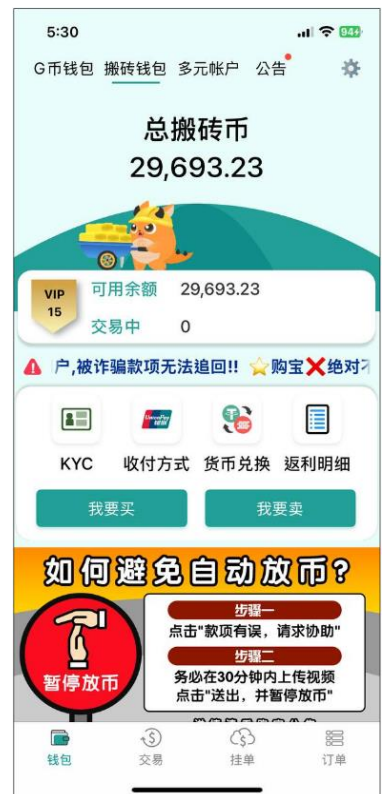 5:30
94
G币钱包 搬砖钱包 多元帐户 公告
总搬砖币
29,693.23
VIP
15
可用余额 29,693.23
交易中 0
户,被诈骗款项无法追回!! ⭐购宝❌绝对
UnionPay
银联
KYC 收付方式 货币兑换 返利明细
我要买 我要卖
如何避免自动放币?
暂停放币
步骤一
点击"款项有误,请求协助"
步骤二
务必在30分钟内上传视频
点击"送出,并暂停放币"
钱包 交易 挂单 订单